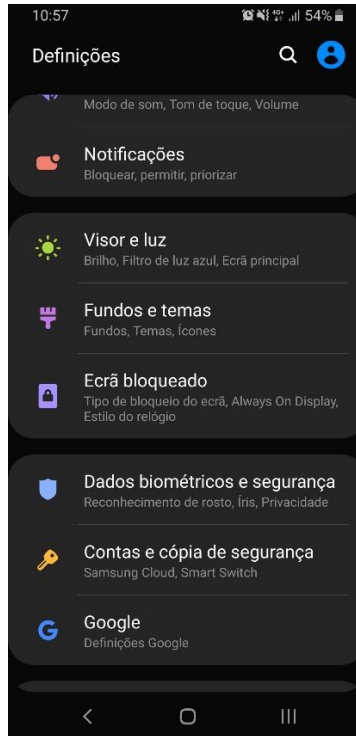 10:57
54%
Definições
Modo de som, Tom de toque, Volume
Notificações
Bloquear, permitir, priorizar
Visor e luz
Brilho, Filtro de luz azul, Ecrã principal
Fundos e temas
Fundos, Temas, Ícones
Ecrã bloqueado
Tipo de bloqueio do ecrã, Always On Display,
Estilo do relógio
Dados biométricos e segurança
Reconhecimento de rosto, Íris, Privacidade
Contas e cópia de segurança
Samsung Cloud, Smart Switch
G
Google
Definições Google